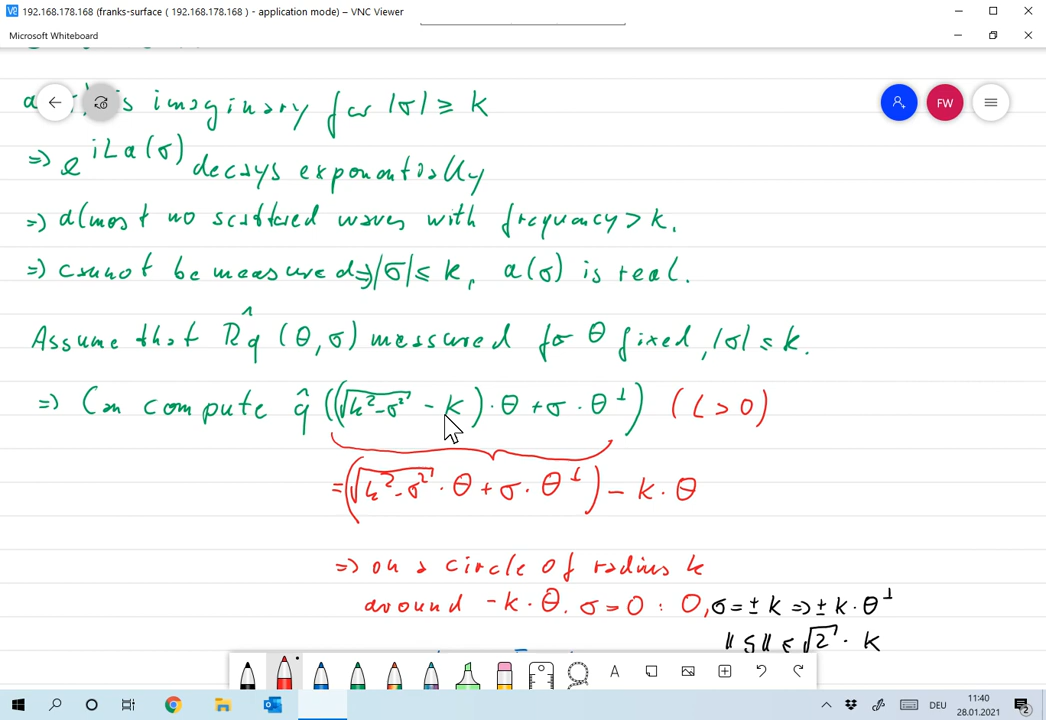 192.168.178.168 (franks-surface ( 192.168.178.168 ) - application mode) – VNC Viewer
Microsoft Whiteboard
FW
is imaginary for |σ| ≥ k
=> e^{iLa(σ)} decays exponentially
=> almost no scattered waves with frequency > k.
=> cannot be measured => |σ| ≤ k, a(σ) is real.
Assume that R̂q (θ, σ) measured for θ fixed, |σ| ≤ k.
=> Can compute q̂ ((√(k²-σ²) - k) · θ + σ · θ^⊥) (L > 0)
= (√(k²-σ²) · θ + σ · θ^⊥) - k · θ
=> on a circle of radius k
around - k · θ. σ = 0 : 0, σ = ± k => ± k · θ^⊥
√2 · k
A
DEU
11:40
28.01.2021
2